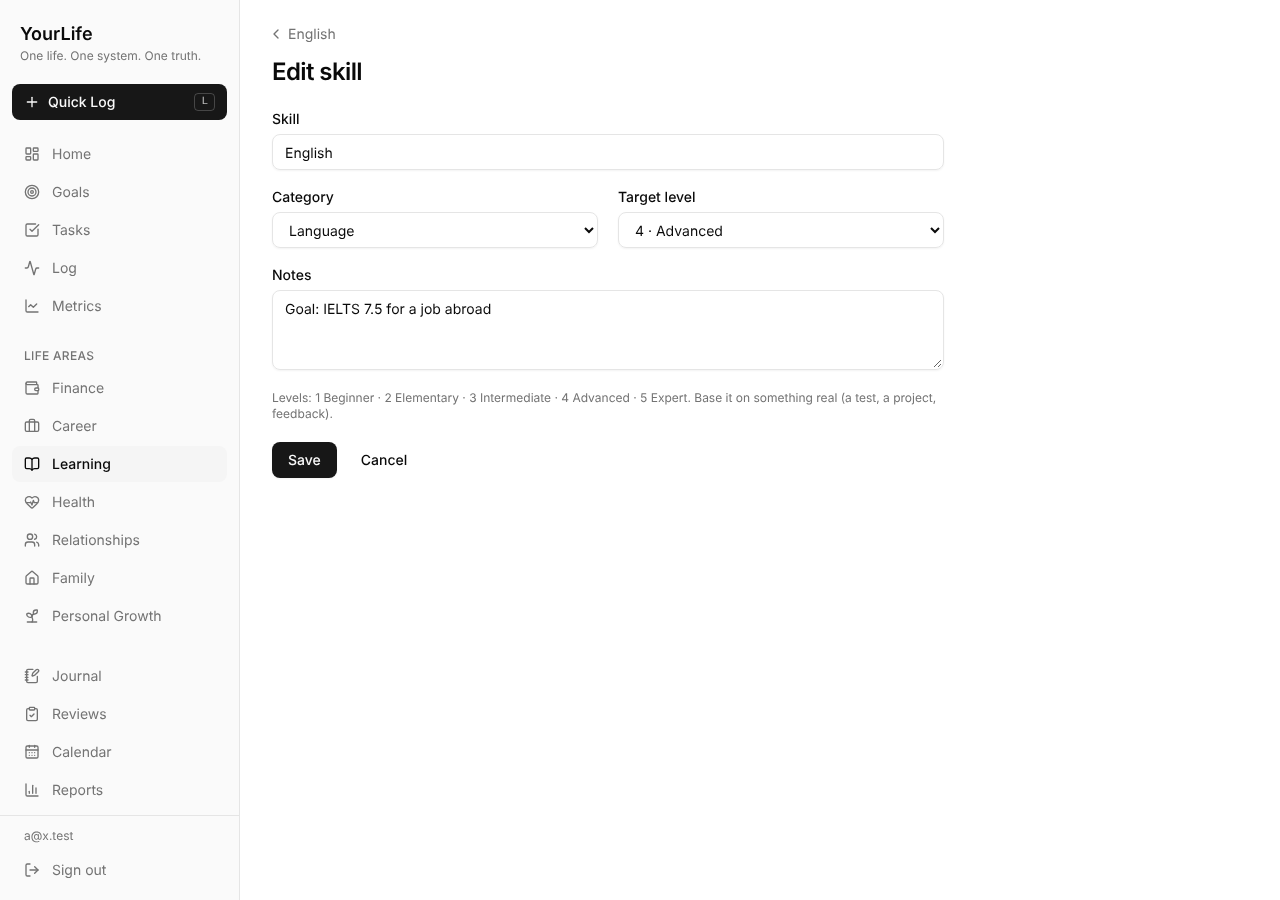 YourLife
One life. One system. One truth.
Quick Log
L
Home
Goals
Tasks
Log
Metrics
LIFE AREAS
Finance
Career
Learning
Health
Relationships
Family
Personal Growth
Journal
Reviews
Calendar
Reports
a@x.test
Sign out
English
Edit skill
Skill
English
Category
Target level
Language
4 · Advanced
Notes
Goal: IELTS 7.5 for a job abroad
Levels: 1 Beginner · 2 Elementary · 3 Intermediate · 4 Advanced · 5 Expert. Base it on something real (a test, a project,
feedback).
Save
Cancel